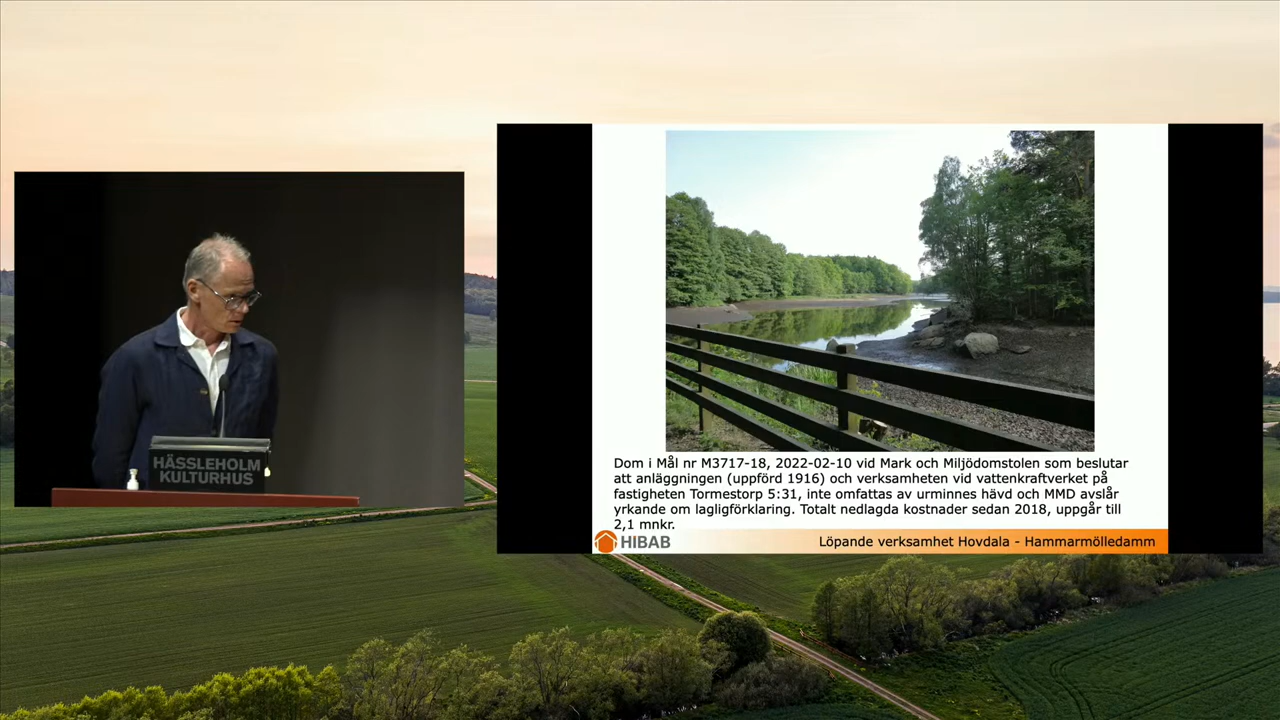 HÄSSLEHOLM
KULTURHUS
Dom i Mål nr M3717-18, 2022-02-10 vid Mark och Miljödomstolen som beslutar
att anläggningen (uppförd 1916) och verksamheten vid vattenkraftverket på
fastigheten Tormestorp 5:31, inte omfattas av urminnes hävd och MMD avslår
yrkande om lagligförklaring. Totalt nedlagda kostnader sedan 2018, uppgår till
2,1 mnkr.
HIBAB
Löpande verksamhet Hovdala - Hammarmölledamm